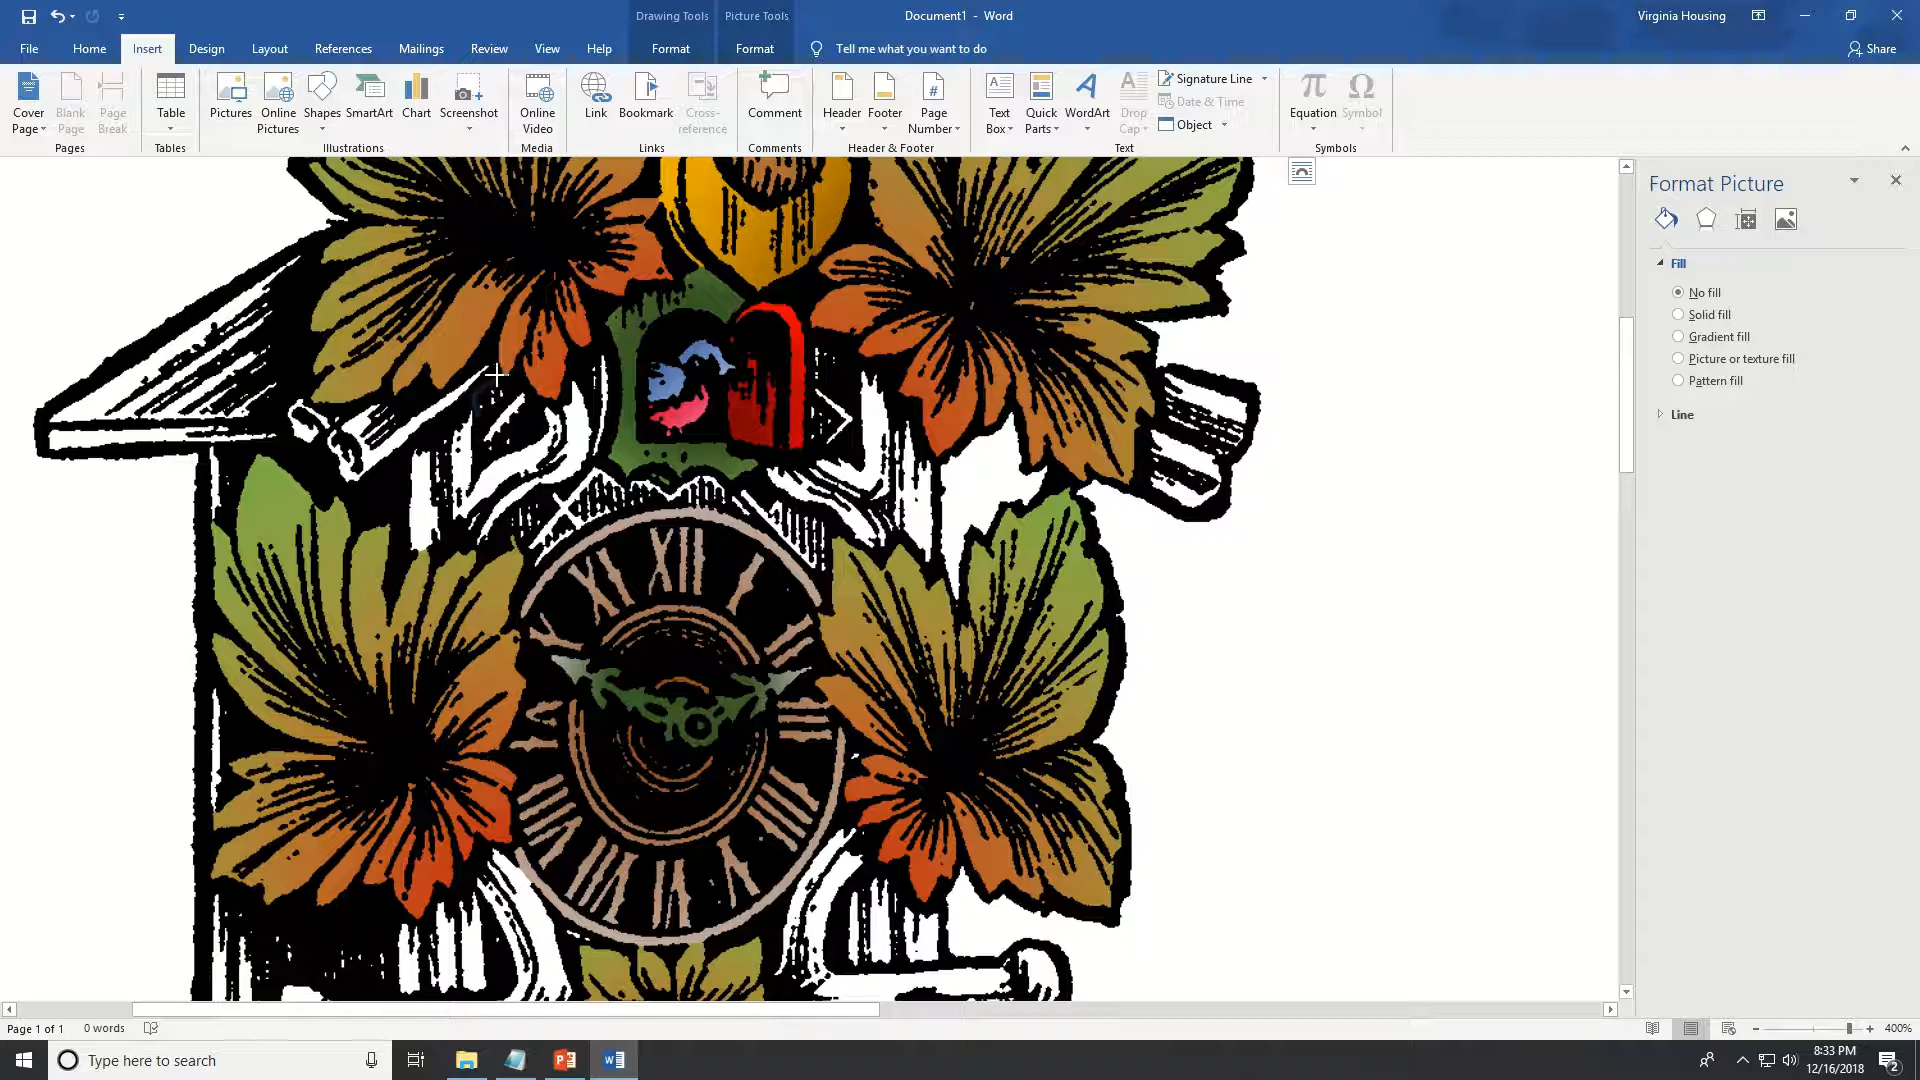 Drawing Tools Picture Tools Document1 - Word Virginia Housing
File Home Insert Design Layout References Mailings Review View Help Format Format Tell me what you want to do Share
Cover Page
Blank Page
Page Break
Table
Pictures
Online Pictures
Shapes
SmartArt
Chart
Screenshot
Online Video
Link
Bookmark
Cross-reference
Comment
Header
Footer
Page Number
Text Box
Quick Parts
WordArt
Drop Cap
Signature Line
Date & Time
Object
Equation
Symbol
Pages Tables Illustrations Media Links Comments Header & Footer Text Symbols
Format Picture
Fill
No fill
Solid fill
Gradient fill
Picture or texture fill
Pattern fill
Line
XII
XI
I
Page 1 of 1 0 words 400%
Type here to search
8:33 PM
12/16/2018
2